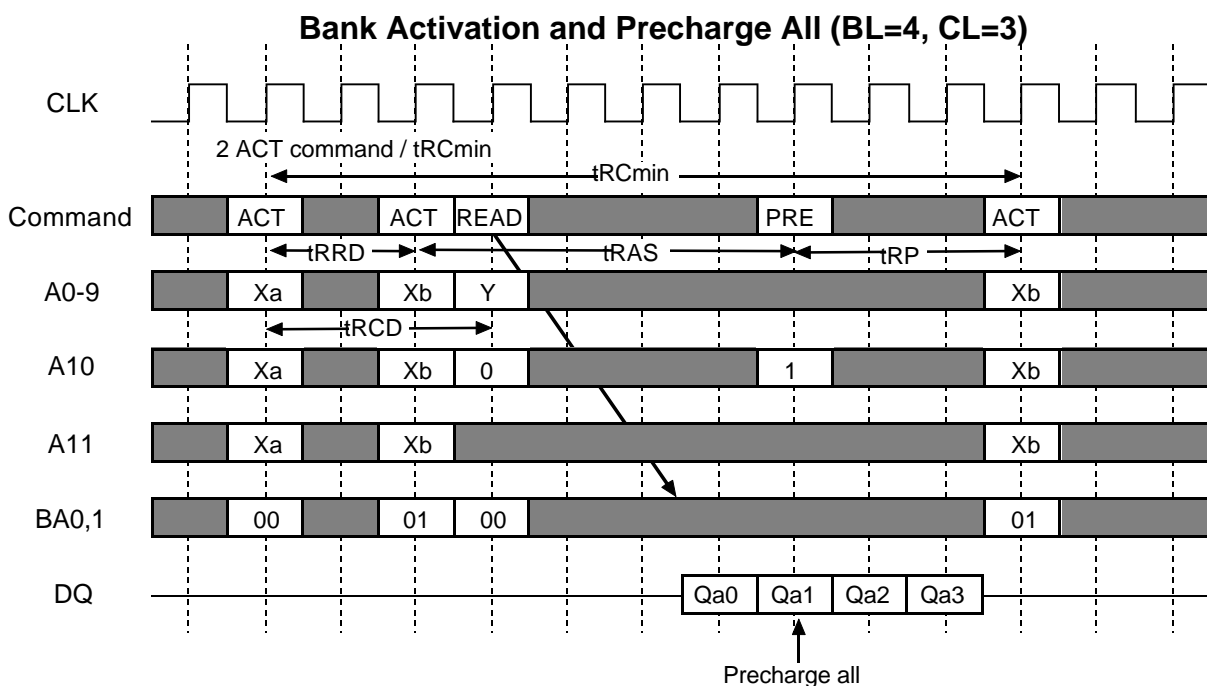 Bank Activation and Precharge All (BL=4, CL=3)
CLK
2 ACT command / tRCmin
tRCmin
Command ACT ACT READ PRE ACT
tRRD tRAS tRP
A0-9 Xa Xb Y Xb
tRCD
A10 Xa Xb 0 1 Xb
A11 Xa Xb Xb
BA0,1 00 01 00 01
DQ Qa0 Qa1 Qa2 Qa3
Precharge all